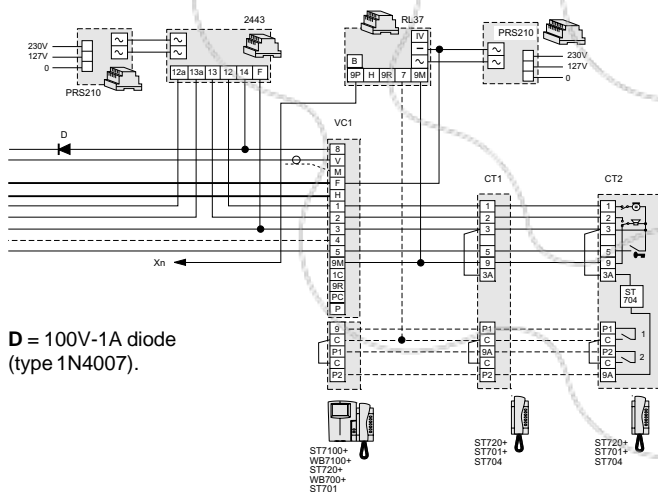 2443
RL37
230V
127V
0
PRS210
12a 13a 13 12 14 F
IV
B
9P H 9R 7 9M
PRS210
230V
127V
0
D
VC1
8
V
M
F
H
1
2
3
4
5
9M
1C
9R
PC
P
9
C
P1
C
P2
Xn
CT1
1
2
3
5
9
3A
P1
C
9A
C
P2
CT2
1
2
3
5
9
3A
ST
704
P1
C
P2
C
9A
1
2
D = 100V-1A diode
(type 1N4007).
ST7100+
WB7100+
ST720+
WB700+
ST701
ST720+
ST701+
ST704
ST720+
ST701+
ST704